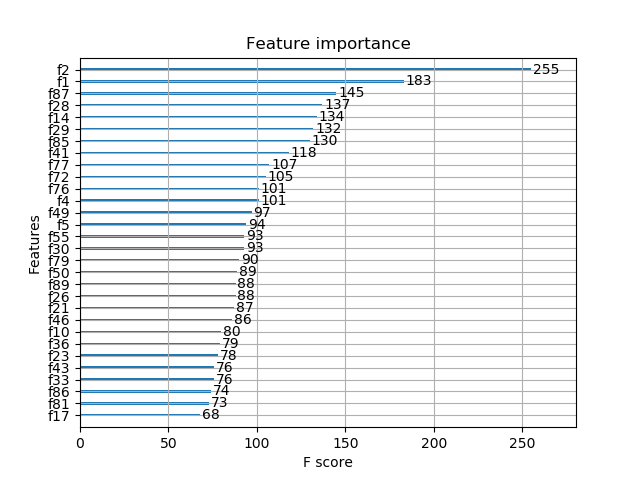 Feature importance
f2 255
f1 183
f87 145
f28 137
f14 134
f29 132
f85 130
f41 118
f77 107
f72 105
f76 101
f4 101
f49 97
f5 94
f55 93
f30 93
f79 90
f50 89
f89 88
f26 88
f21 87
f46 86
f10 80
f36 79
f23 78
f43 76
f33 76
f86 74
f81 73
f17 68
Features
0 50 100 150 200 250
F score